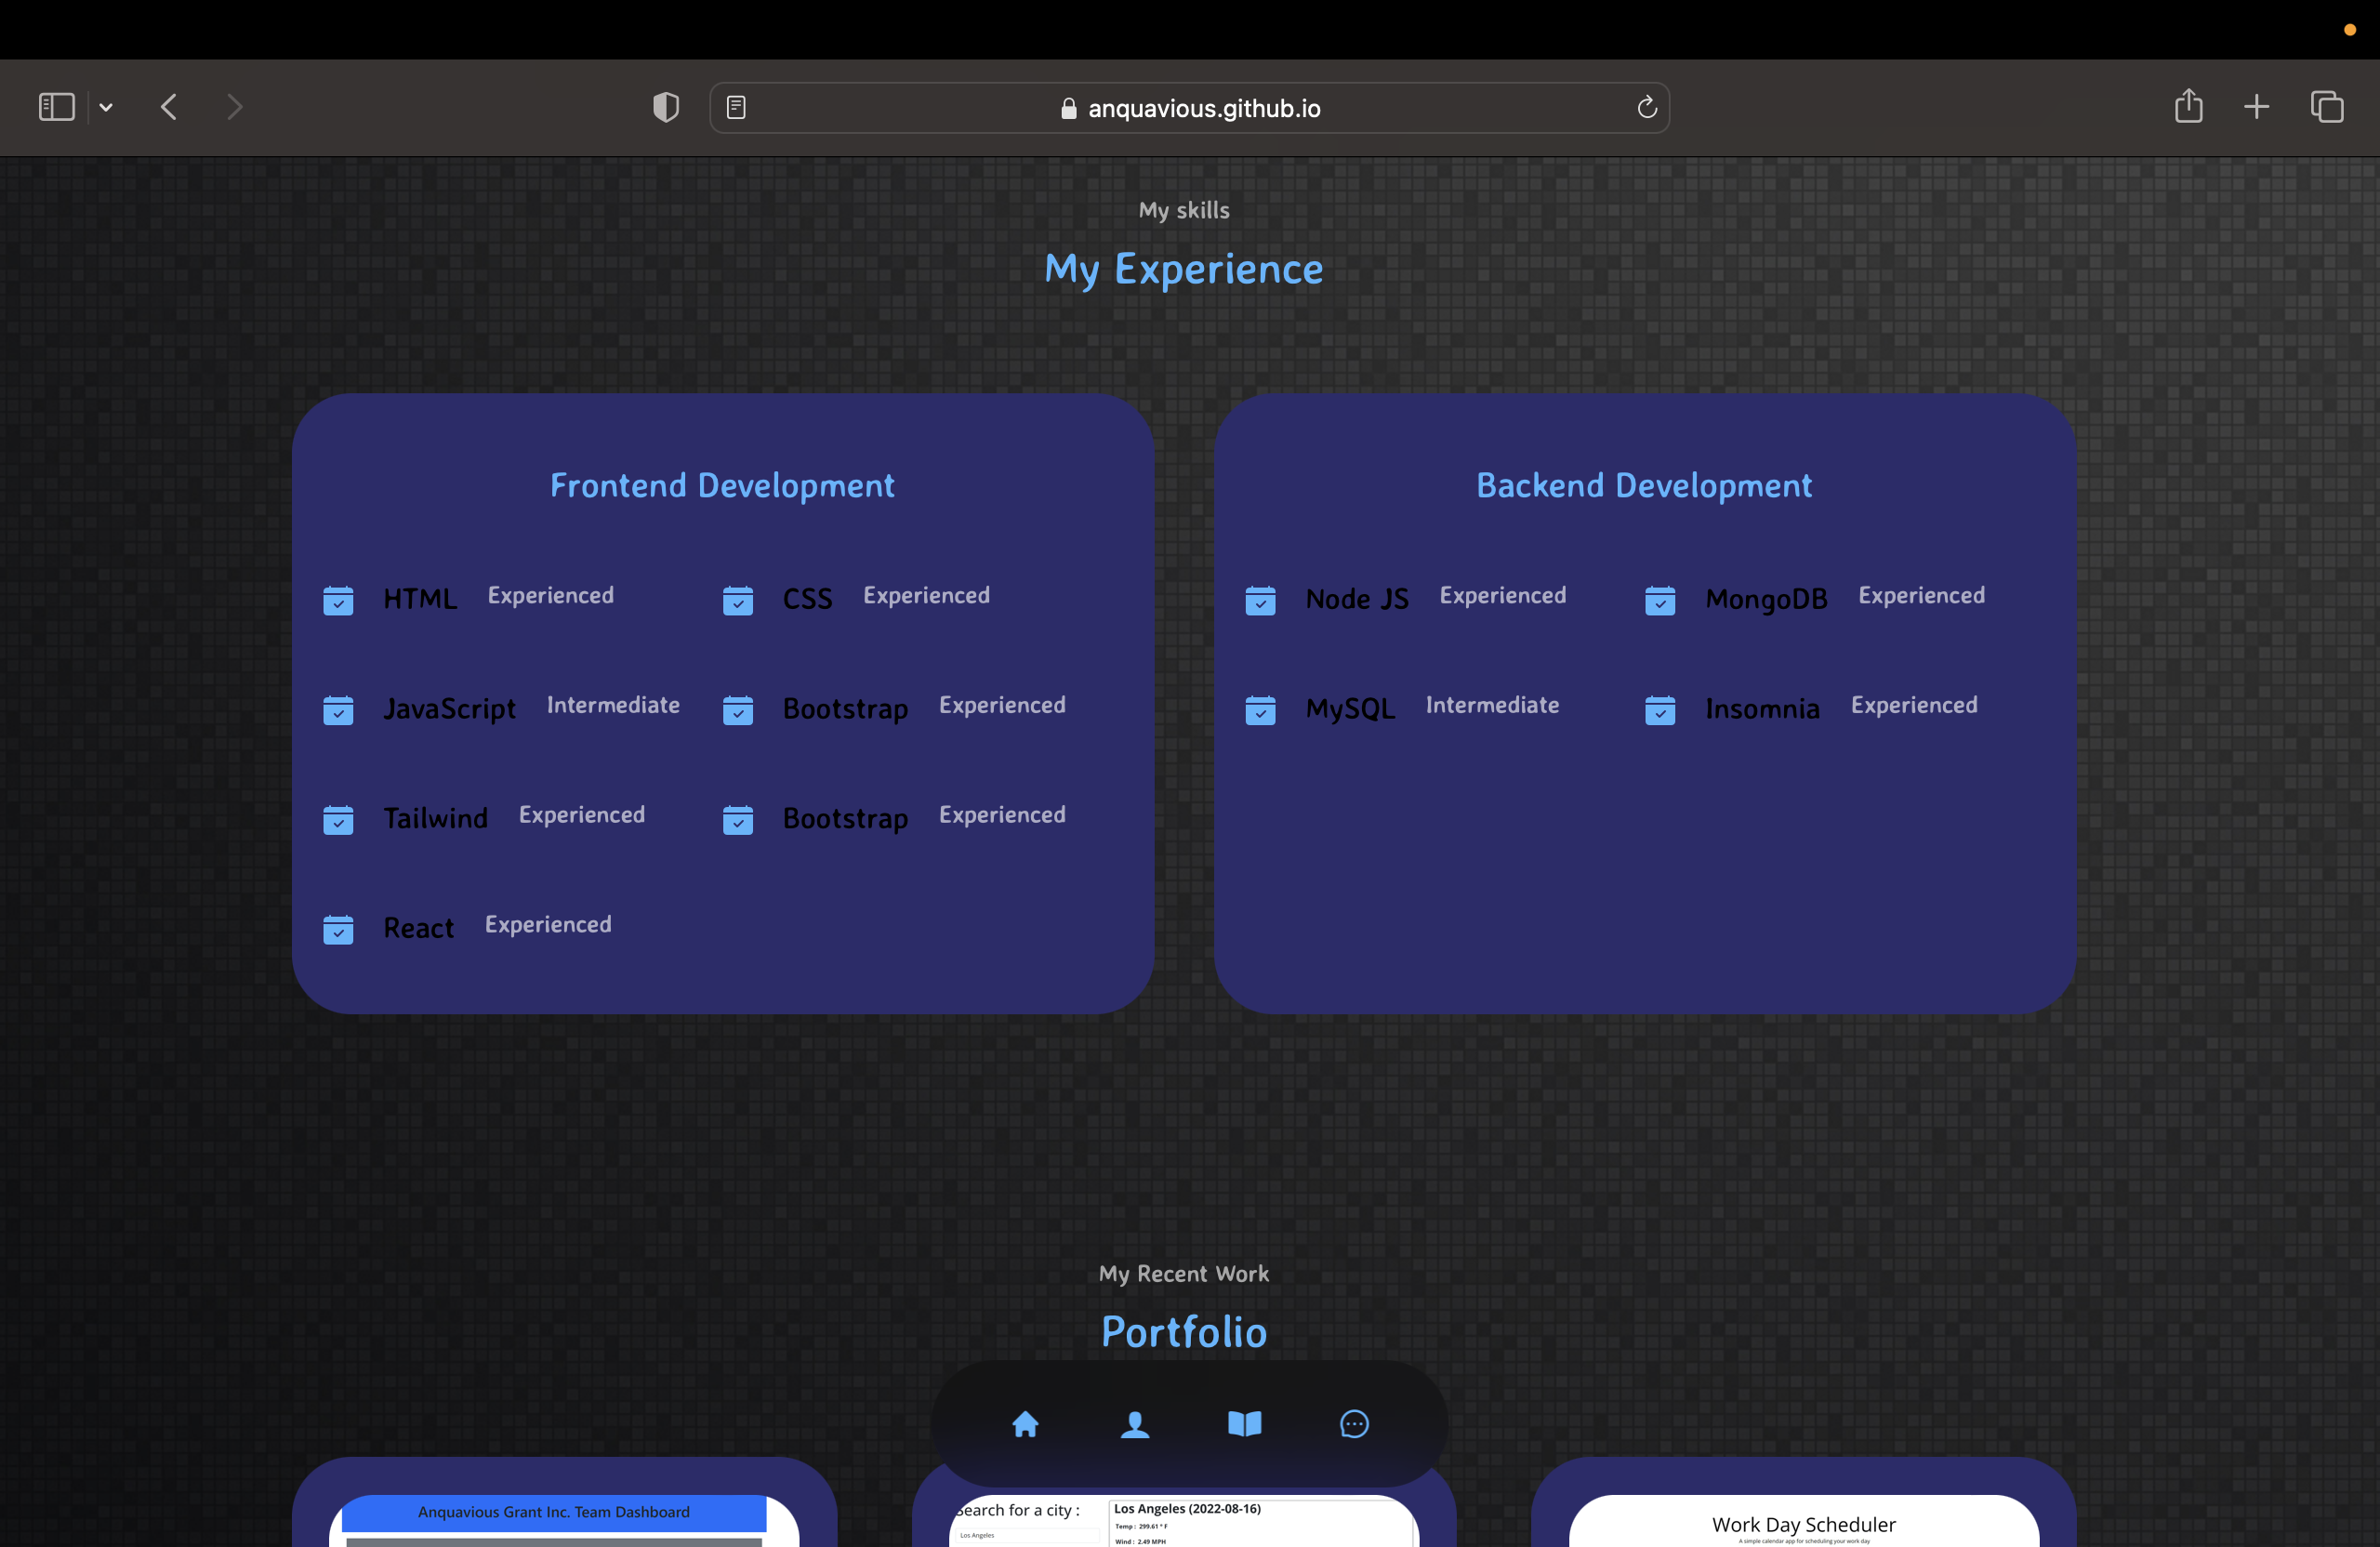 anquavious.github.io
My skills
My Experience
Frontend Development
HTML Experienced
CSS Experienced
JavaScript Intermediate
Bootstrap Experienced
Tailwind Experienced
Bootstrap Experienced
React Experienced
Backend Development
Node JS Experienced
MongoDB Experienced
MySQL Intermediate
Insomnia Experienced
My Recent Work
Portfolio
Anquavious Grant Inc. Team Dashboard
Search for a city :
Los Angeles
Los Angeles (2022-08-16)
Temp : 299.61 ° F
Wind : 2.49 MPH
Work Day Scheduler
A simple calendar app for scheduling your work day